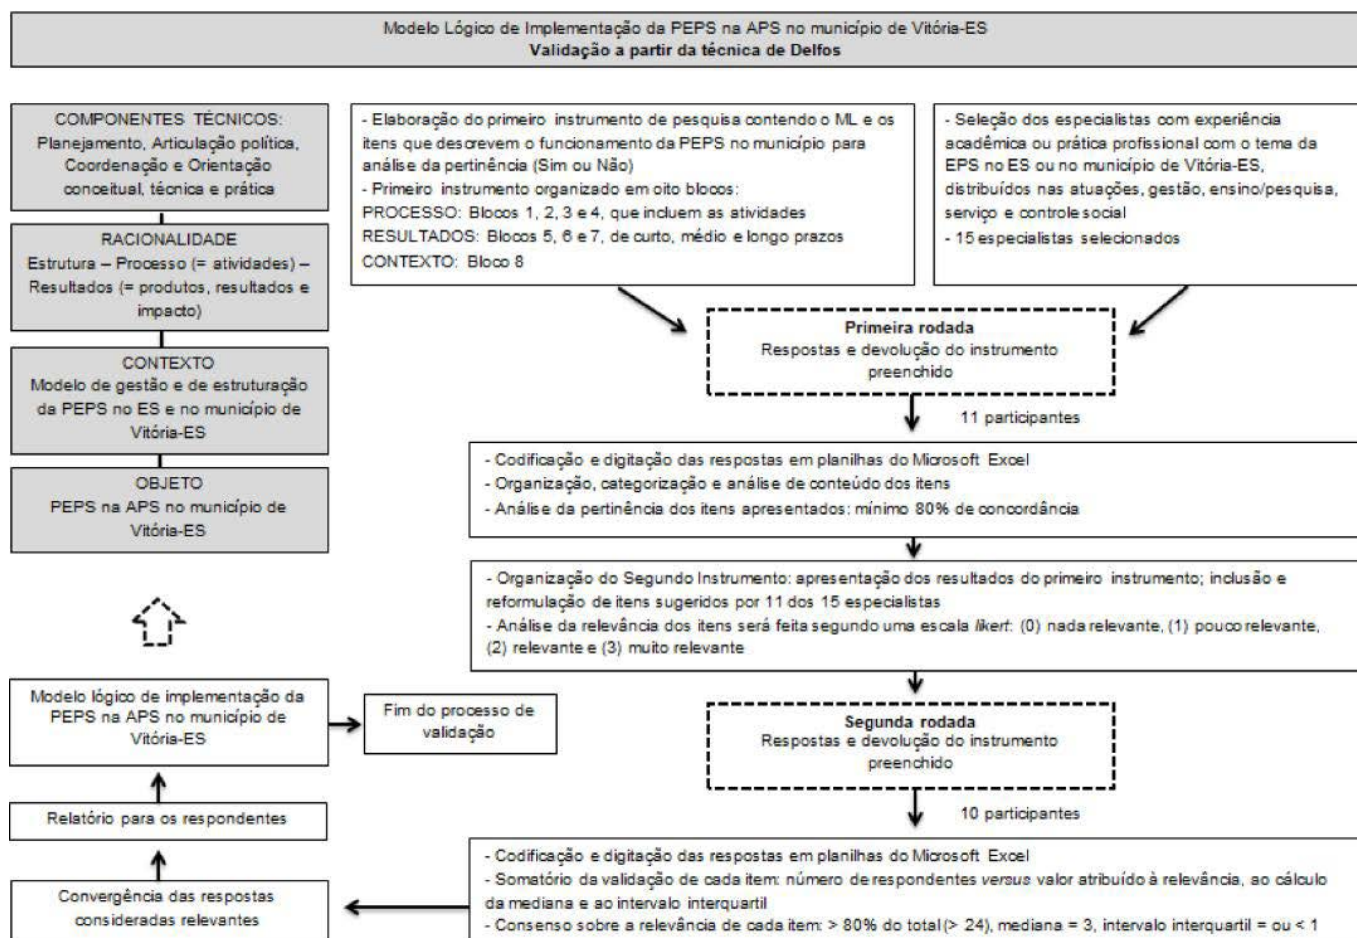 Modelo Lógico de Implementação da PEPS na APS no município de Vitória-ES
Validação a partir da técnica de Delfos
COMPONENTES TÉCNICOS:
Planejamento, Articulação política,
Coordenação e Orientação
conceitual, técnica e prática
RACIONALIDADE
Estrutura – Processo (= atividades) –
Resultados (= produtos, resultados e
impacto)
CONTEXTO
Modelo de gestão e de estruturação
da PEPS no ES e no município de
Vitória-ES
OBJETO
PEPS na APS no município de
Vitória-ES
- Elaboração do primeiro instrumento de pesquisa contendo o ML e os
itens que descrevem o funcionamento da PEPS no município para
análise da pertinência (Sim ou Não)
- Primeiro instrumento organizado em oito blocos:
PROCESSO: Blocos 1, 2, 3 e 4, que incluem as atividades
RESULTADOS: Blocos 5, 6 e 7, de curto, médio e longo prazos
CONTEXTO: Bloco 8
- Seleção dos especialistas com experiência
acadêmica ou prática profissional com o tema da
EPS no ES ou no município de Vitória-ES,
distribuídos nas atuações, gestão, ensino/pesquisa,
serviço e controle social
- 15 especialistas selecionados
Primeira rodada
Respostas e devolução do instrumento
preenchido
11 participantes
- Codificação e digitação das respostas em planilhas do Microsoft Excel
- Organização, categorização e análise de conteúdo dos itens
- Análise da pertinência dos itens apresentados: mínimo 80% de concordância
- Organização do Segundo Instrumento: apresentação dos resultados do primeiro instrumento; inclusão e
reformulação de itens sugeridos por 11 dos 15 especialistas
- Análise da relevância dos itens será feita segundo uma escala likert: (0) nada relevante, (1) pouco relevante,
(2) relevante e (3) muito relevante
Segunda rodada
Respostas e devolução do instrumento
preenchido
10 participantes
- Codificação e digitação das respostas em planilhas do Microsoft Excel
- Somatório da validação de cada item: número de respondentes versus valor atribuído à relevância, ao cálculo
da mediana e ao intervalo interquartil
- Consenso sobre a relevância de cada item: > 80% do total (> 24), mediana = 3, intervalo interquartil = ou < 1
Convergência das respostas
consideradas relevantes
Relatório para os respondentes
Modelo lógico de implementação da
PEPS na APS no município de
Vitória-ES
Fim do processo de
validação